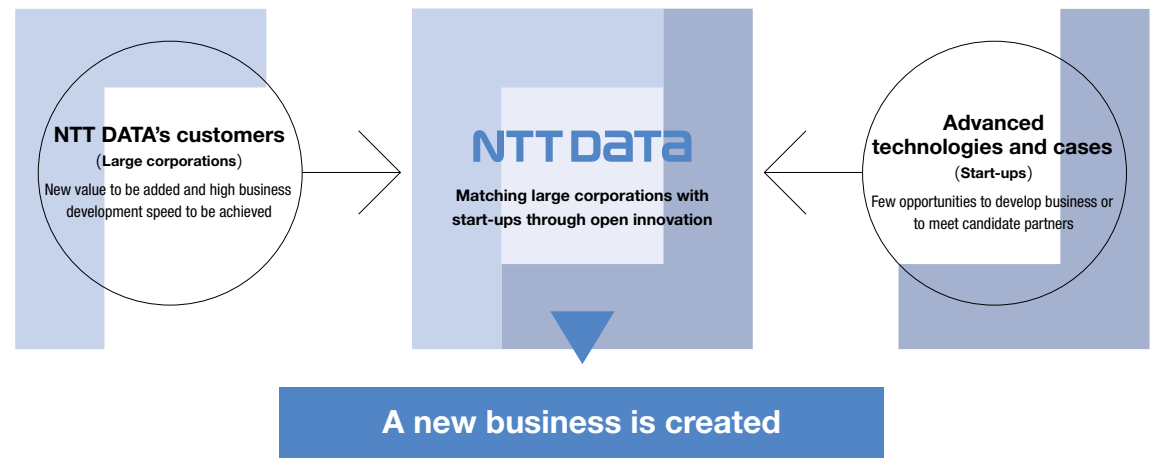 NTT DATA's customers
(Large corporations)
New value to be added and high business
development speed to be achieved
NTT DATA
Matching large corporations with
start-ups through open innovation
Advanced
technologies and cases
(Start-ups)
Few opportunities to develop business or
to meet candidate partners
A new business is created